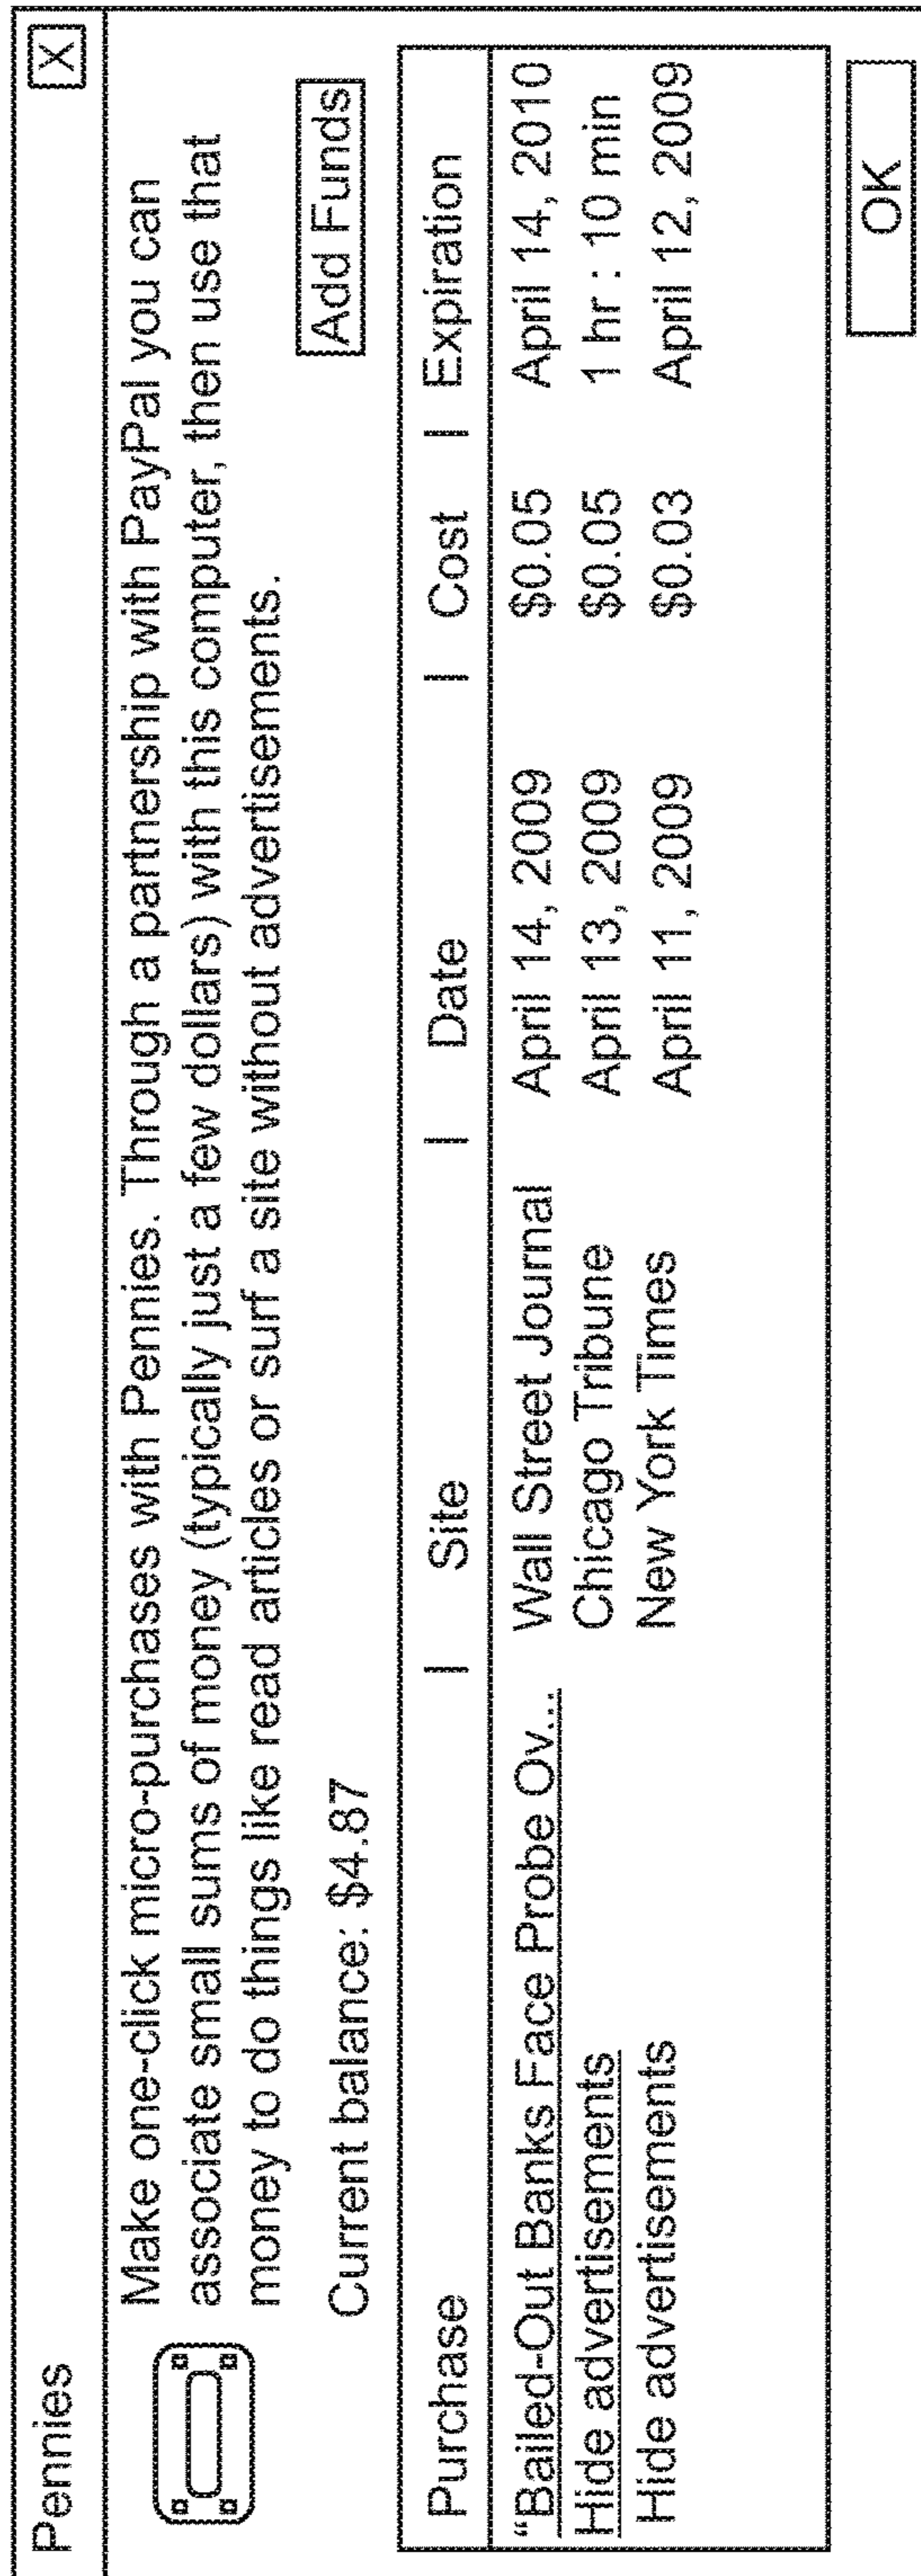 Pennies X
Make one-click micro-purchases with Pennies. Through a partnership with PayPal you can
associate small sums of money (typically just a few dollars) with this computer, then use that
money to do things like read articles or surf a site without advertisements.
Current balance: $4.87 Add Funds
Purchase | Site | Date | Cost | Expiration
“Bailed-Out Banks Face Probe Ov... Wall Street Journal April 14, 2009 $0.05 April 14, 2010
Hide advertisements Chicago Tribune April 13, 2009 $0.05 1 hr : 10 min
Hide advertisements New York Times April 11, 2009 $0.03 April 12, 2009
OK